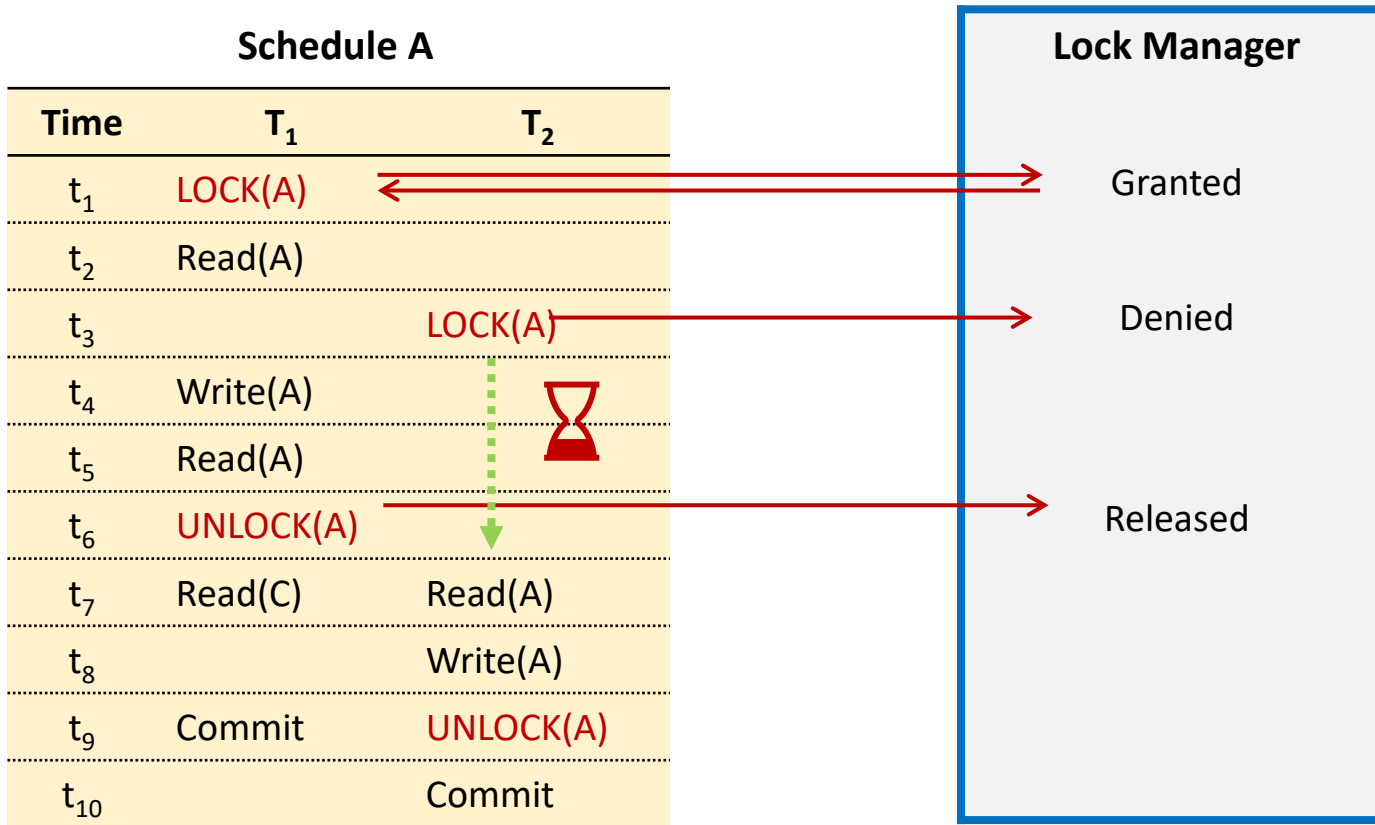 Schedule A
Lock Manager
Time T₁ T₂
t₁ LOCK(A) Granted
t₂ Read(A)
t₃ LOCK(A) Denied
t₄ Write(A)
t₅ Read(A)
t₆ UNLOCK(A) Released
t₇ Read(C) Read(A)
t₈ Write(A)
t₉ Commit UNLOCK(A)
t₁₀ Commit